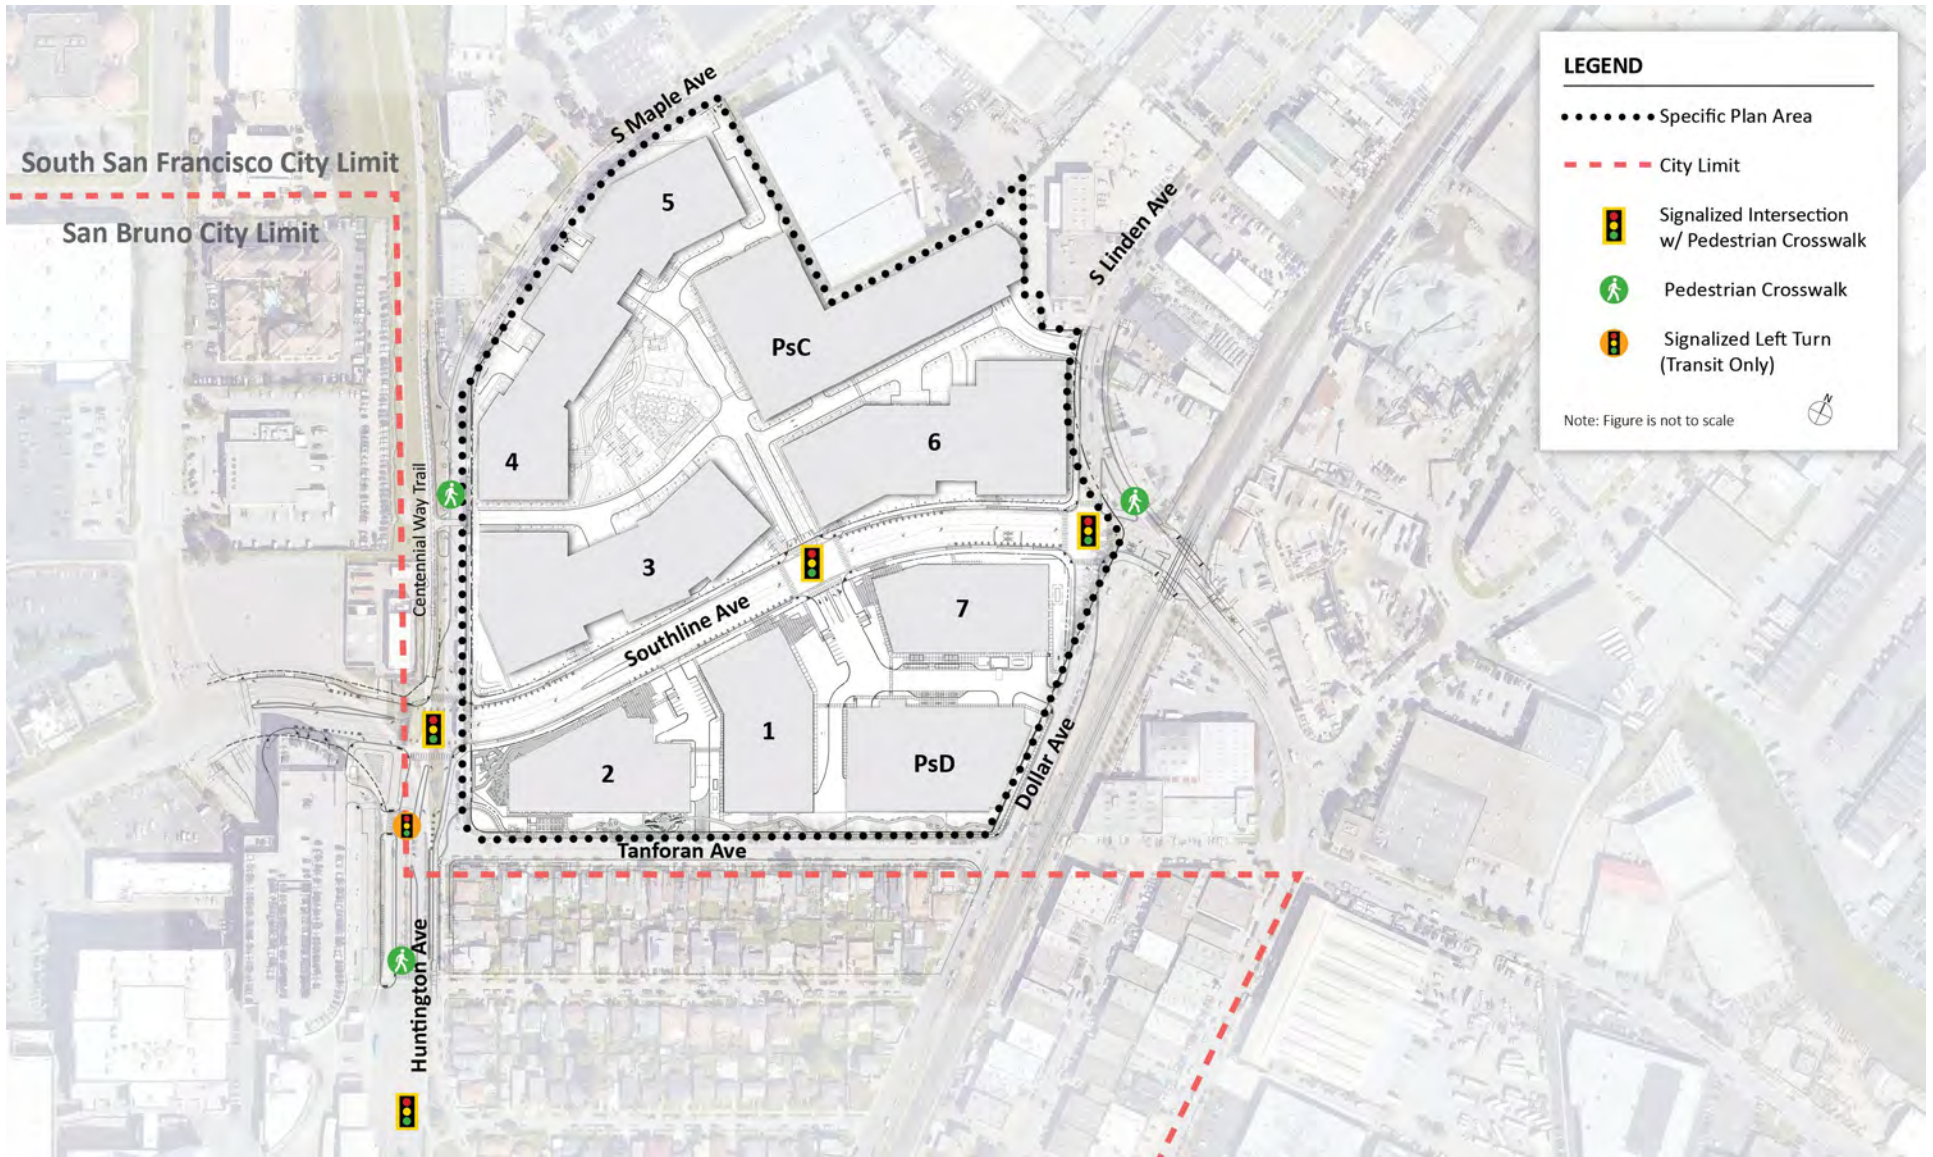 S Maple Ave
South San Francisco City Limit
San Bruno City Limit
5
S Linden Ave
PsC
6
4
Centennial Way Trail
3
7
Southline Ave
1
2
PsD
Dollar Ave
Tanforan Ave
Huntington Ave
LEGEND
Specific Plan Area
City Limit
Signalized Intersection
w/ Pedestrian Crosswalk
Pedestrian Crosswalk
Signalized Left Turn
(Transit Only)
N
Note: Figure is not to scale